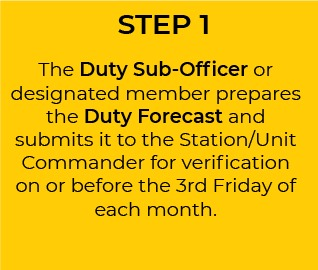 STEP 1
The Duty Sub-Officer or
designated member prepares
the Duty Forecast and
submits it to the Station/Unit
Commander for verification
on or before the 3rd Friday of
each month.